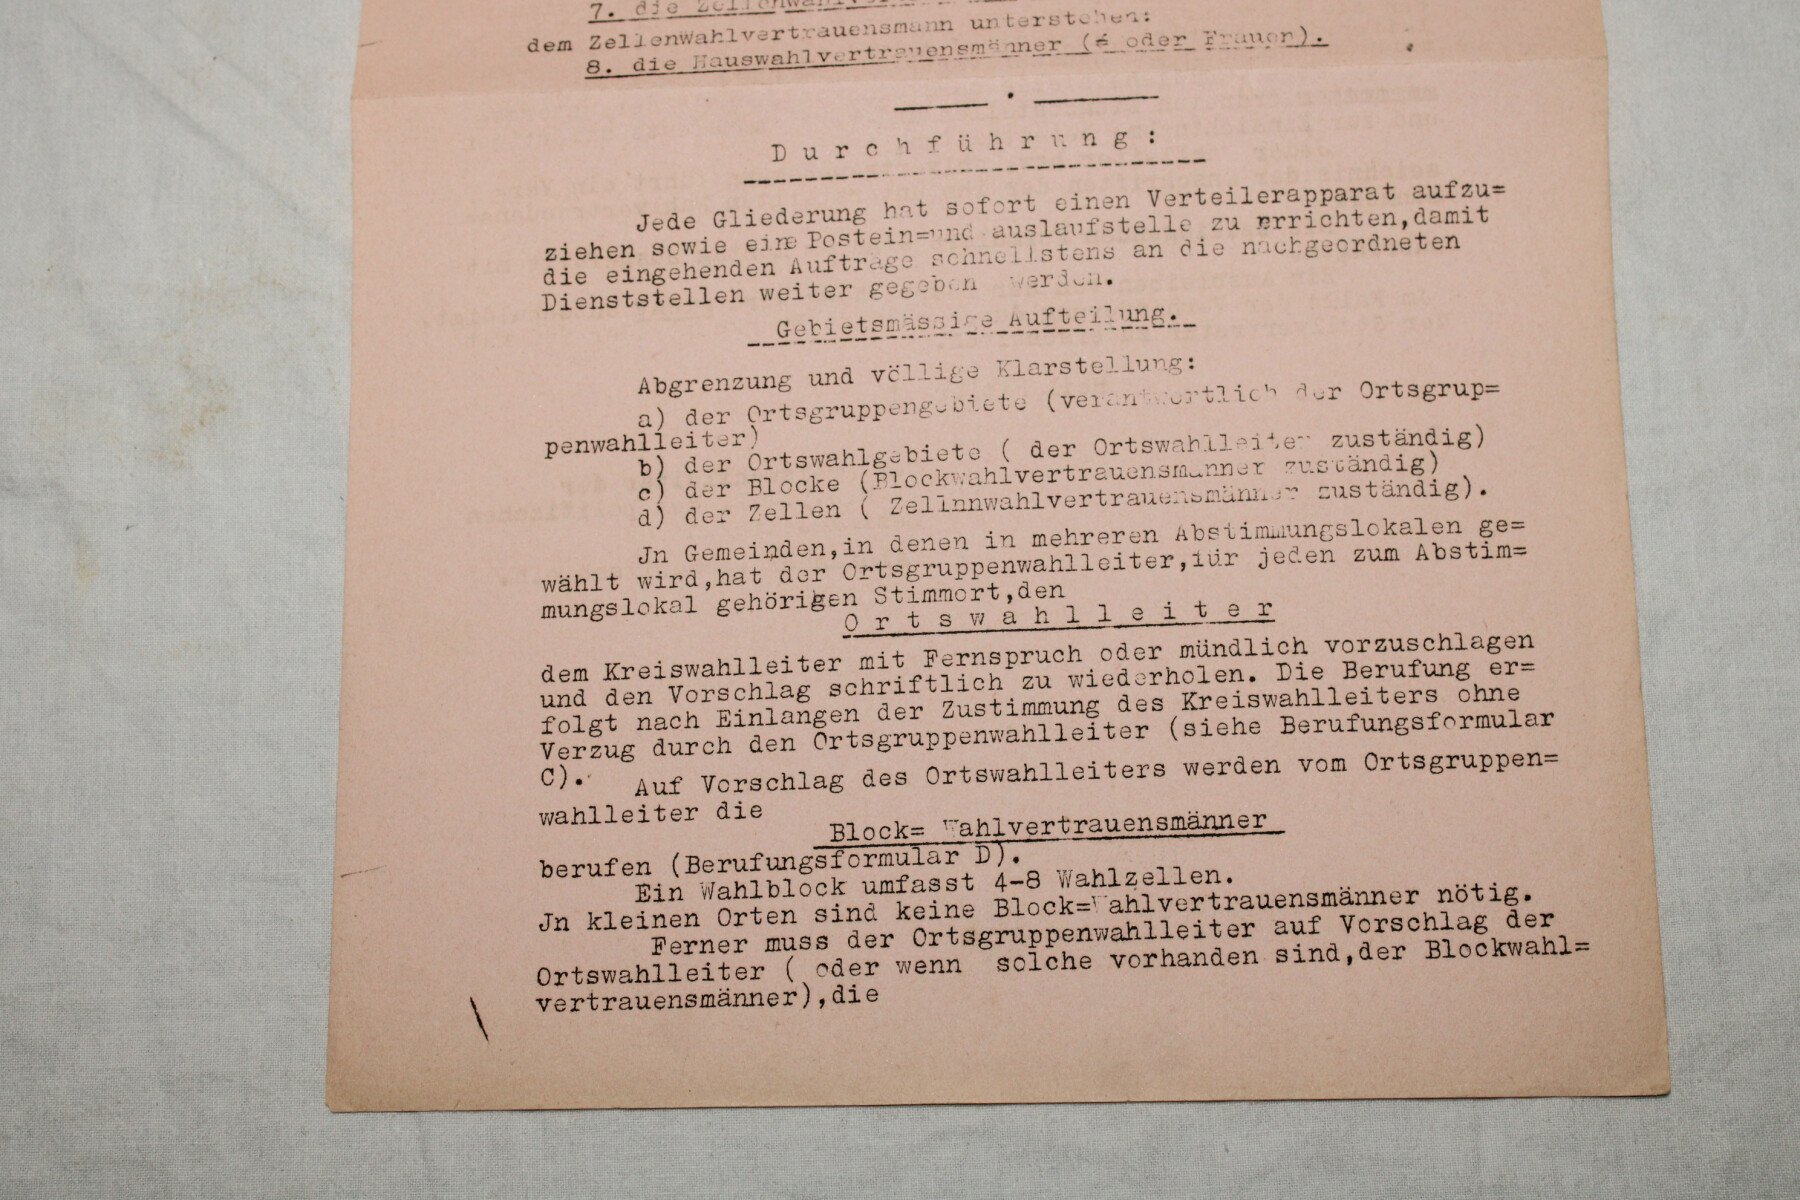 7. die Zellenwahlver
dem Zellenwahlvertrauensmann unterstehen:
8. die Hauswahlvertrauensmänner (= oder Frauen).
Durchführung:
Jede Gliederung hat sofort einen Verteilerapparat aufzu=
ziehen sowie eine Postein=und auslaufstelle zu errichten,damit
die eingehenden Aufträge schnellstens an die nachgeordneten
Dienststellen weiter gegeben werden.
Gebietsmässige Aufteilung.
Abgrenzung und völlige Klarstellung:
a) der Ortsgruppengebiete (verantwortlich der Ortsgrup=
penwahlleiter)
b) der Ortswahlgebiete ( der Ortswahlleiter zuständig)
c) der Blocke (Blockwahlvertrauensmänner zuständig)
d) der Zellen ( Zellnnwahlvertrauensmänner zuständig).
Jn Gemeinden,in denen in mehreren Abstimmungslokalen ge=
wählt wird,hat der Ortsgruppenwahlleiter,für jeden zum Abstim=
mungslokal gehörigen Stimmort,den
Ortswahlleiter
dem Kreiswahlleiter mit Fernspruch oder mündlich vorzuschlagen
und den Vorschlag schriftlich zu wiederholen. Die Berufung er=
folgt nach Einlangen der Zustimmung des Kreiswahlleiters ohne
Verzug durch den Ortsgruppenwahlleiter (siehe Berufungsformular
C).
Auf Vorschlag des Ortswahlleiters werden vom Ortsgruppen=
wahlleiter die
Block= Wahlvertrauensmänner
berufen (Berufungsformular D).
Ein Wahlblock umfasst 4-8 Wahlzellen.
Jn kleinen Orten sind keine Block=Wahlvertrauensmänner nötig.
Ferner muss der Ortsgruppenwahlleiter auf Vorschlag der
Ortswahlleiter ( oder wenn solche vorhanden sind,der Blockwahl=
vertrauensmänner),die